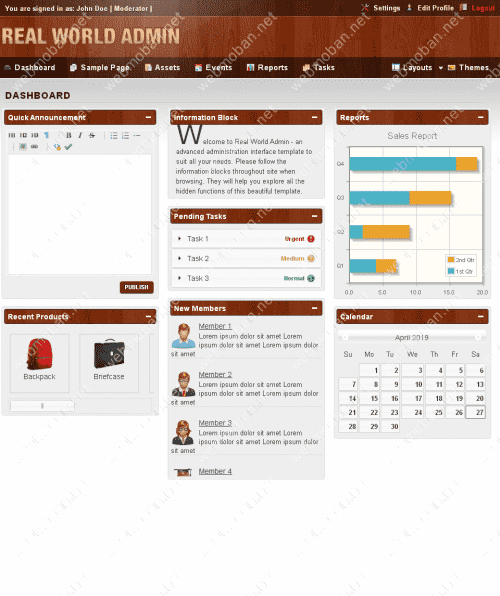 You are signed in as: John Doe | Moderator |
Settings
Edit Profile
Logout
REAL WORLD ADMIN
Dashboard
Sample Page
Assets
Events
Reports
Tasks
Layouts
Themes
DASHBOARD
Quick Announcement
PUBLISH
Recent Products
Backpack
Briefcase
Information Block
Welcome to Real World Admin - an
advanced administration interface template to
suit all your needs. Please follow the
information blocks throughout site when
browsing. They will help you explore all the
hidden functions of this beautiful template.
Pending Tasks
Task 1 Urgent
Task 2 Medium
Task 3 Normal
New Members
Member 1
Lorem ipsum dolor sit amet Lorem
ipsum dolor sit amet Lorem ipsum dolor
sit amet
Member 2
Lorem ipsum dolor sit amet Lorem
ipsum dolor sit amet Lorem ipsum dolor
sit amet
Member 3
Lorem ipsum dolor sit amet Lorem
ipsum dolor sit amet Lorem ipsum dolor
sit amet
Member 4
Reports
Sales Report
Q4
Q3
Q2
Q1
2nd Qtr
1st Qtr
0.0 5.0 10.0 15.0 20.0
Calendar
April 2019
Su Mo Tu We Th Fr Sa
1 2 3 4 5 6
7 8 9 10 11 12 13
14 15 16 17 18 19 20
21 22 23 24 25 26 27
28 29 30
webmoban.net